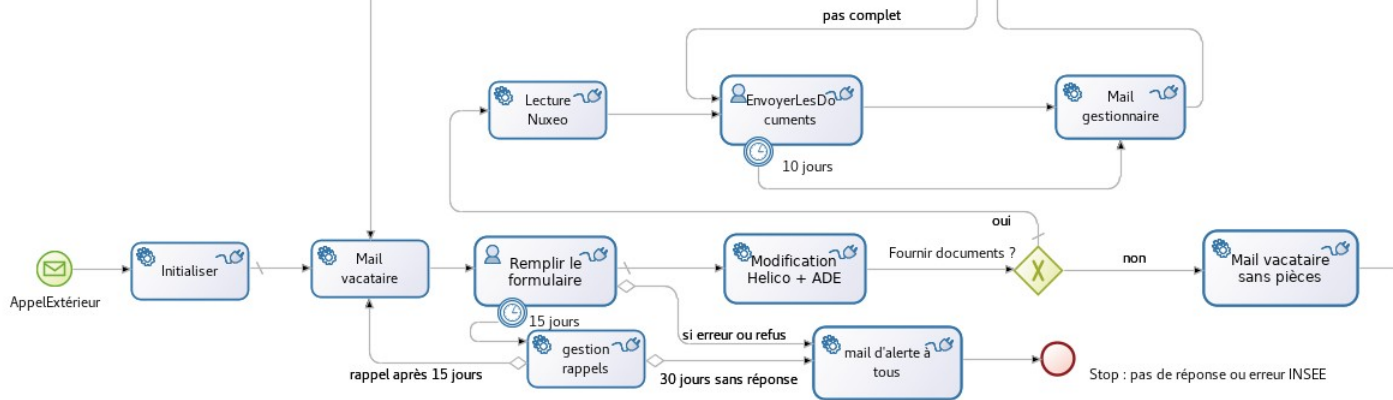 pas complet
Lecture
Nuxeo
EnvoyerLesDo
cuments
Mail
gestionnaire
10 jours
oui
AppelExtérieur
Initialiser
Mail
vacataire
Remplir le
formulaire
Modification
Helico + ADE
Fournir documents ?
X
non
Mail vacataire
sans pièces
15 jours
si erreur ou refus
gestion
rappels
rappel après 15 jours
30 jours sans réponse
mail d'alerte à
tous
Stop : pas de réponse ou erreur INSEE